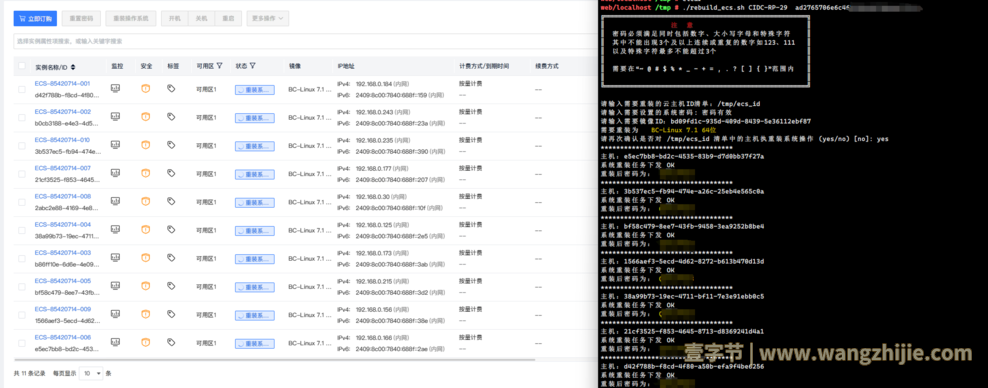 立即订购 重置密码 重装操作系统 开机 关机 重启 更多操作
选择实例属性项搜索，或输入关键字搜索
实例名称/ID 监控 安全 标签 可用区 状态 镜像 IP地址 计费方式/到期时间 续费方式
ECS-85420714-001 可用区1 重装系... BC-Linux 7.1 ... IPv4: 192.168.0.184 (内网) 按量计费 --
d42f788b-f8cd-4f80... IPv6: 2409:8c00:7840:688f::159 (内网) --
ECS-85420714-002 可用区1 重装系... BC-Linux 7.1 ... IPv4: 192.168.0.243 (内网) 按量计费 --
b0cb3188-e4e3-4d5... IPv6: 2409:8c00:7840:688f::23a (内网) --
ECS-85420714-010 可用区1 重装系... BC-Linux 7.1 ... IPv4: 192.168.0.235 (内网) 按量计费 --
3b537ec5-fb94-474e... IPv6: 2409:8c00:7840:688f::390 (内网) --
ECS-85420714-007 可用区1 重装系... BC-Linux 7.1 ... IPv4: 192.168.0.177 (内网) 按量计费 --
21cf3525-f853-4645... IPv6: 2409:8c00:7840:688f::207 (内网) --
ECS-85420714-008 可用区1 重装系... BC-Linux 7.1 ... IPv4: 192.168.0.30 (内网) 按量计费 --
2abc2e88-4169-4e8... IPv6: 2409:8c00:7840:688f::10f (内网) --
ECS-85420714-004 可用区1 重装系... BC-Linux 7.1 ... IPv4: 192.168.0.125 (内网) 按量计费 --
38a99b73-19ec-4711... IPv6: 2409:8c00:7840:688f::2e5 (内网) --
ECS-85420714-003 可用区1 重装系... BC-Linux 7.1 ... IPv4: 192.168.0.173 (内网) 按量计费 --
b86ff10e-6d6e-4e09... IPv6: 2409:8c00:7840:688f::3ab (内网) --
ECS-85420714-005 可用区1 重装系... BC-Linux 7.1 ... IPv4: 192.168.0.215 (内网) 按量计费 --
bf58c479-8ee7-43fb... IPv6: 2409:8c00:7840:688f::3d2 (内网) --
ECS-85420714-009 可用区1 重装系... BC-Linux 7.1 ... IPv4: 192.168.0.156 (内网) 按量计费 --
1566aef3-5ecd-4d62... IPv6: 2409:8c00:7840:688f::38e (内网) --
ECS-85420714-006 可用区1 重装系... BC-Linux 7.1 ... IPv4: 192.168.0.166 (内网) 按量计费 --
e5ec7bb8-bd2c-453... IPv6: 2409:8c00:7840:688f::2ae (内网) --
共 11 条记录 每页显示 10 条
web/localhost /tmp # ./rebuild_ecs.sh CIDC-RP-29 ad2765706e6c46
注 意
密码必须满足同时包括数字、大小写字母和特殊字符
其中不能出现3个及以上连续或重复的数字如123、111
以及特殊字符最多不能超过3个
需要在"~ @ # $ % * _ - + = , . ? [ ] { }"范围内
请输入需要重装的云主机ID清单: /tmp/ecs_id
请输入需要设置的系统密码: 密码有效
请输入需要镜像ID: bd09fd1c-935d-409d-8439-5e36112ebf87
需要重装为 BC-Linux 7.1 64位
请再次确认是否对 /tmp/ecs_id 清单中的主机执重装系统操作 (yes/no) [no]: yes
**********************************
主机: e5ec7bb8-bd2c-4535-83b9-d7d0bb37f27a
系统重装任务下发 OK
重装后密码为:
**********************************
主机: 3b537ec5-fb94-474e-a26c-25eb4e565c0a
系统重装任务下发 OK
重装后密码为:
**********************************
主机: bf58c479-8ee7-43fb-9458-3ea9252b8be4
系统重装任务下发 OK
重装后密码为:
**********************************
主机: 1566aef3-5ecd-4d62-8272-b613b470d13d
系统重装任务下发 OK
重装后密码为:
**********************************
主机: 38a99b73-19ec-4711-bf11-7e3e91ebb0c5
系统重装任务下发 OK
重装后密码为:
**********************************
主机: 21cf3525-f853-4645-8713-d8369241d4a1
系统重装任务下发 OK
重装后密码为:
**********************************
主机: d42f788b-f8cd-4f80-a58b-efa9f4bed256
系统重装任务下发 OK
重装后密码为:
壹字节 | www.wangzhijie.com